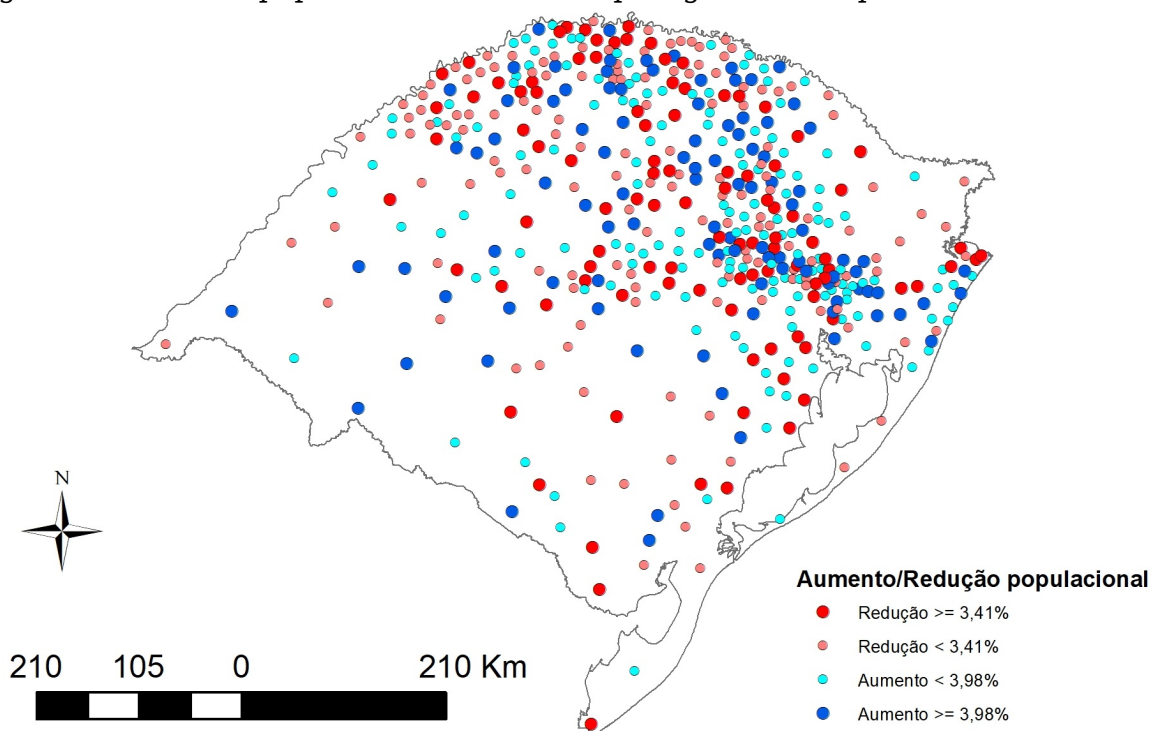 N
Aumento/Redução populacional
Redução >= 3,41%
Redução < 3,41%
Aumento < 3,98%
Aumento >= 3,98%
210 105 0 210 Km